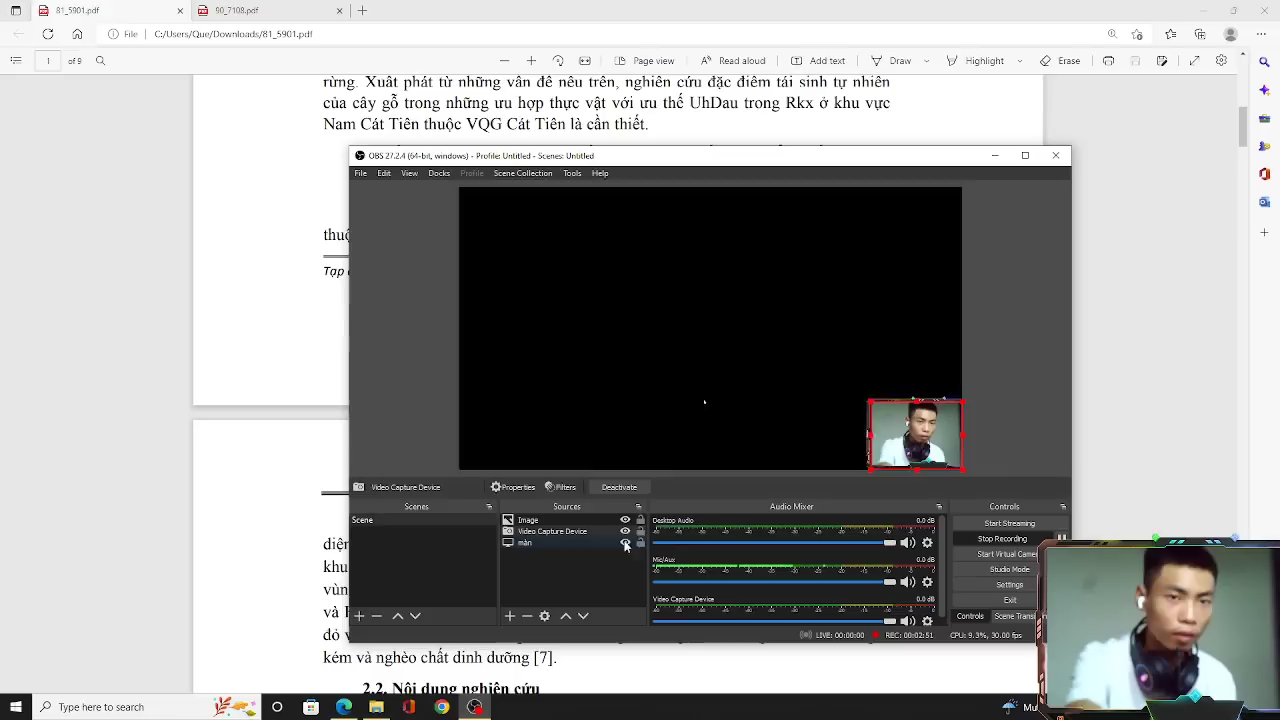 81_5901.pdf
90_7108.pdf
File
C:/Users/Que/Downloads/81_5901.pdf
1 of 9
Page view
Read aloud
Add text
Draw
Highlight
Erase
rừng. Xuất phát từ những vấn đề nêu trên, nghiên cứu đặc điểm tái sinh tự nhiên
của cây gỗ trong những ưu hợp thực vật với ưu thế UhDau trong Rkx ở khu vực
Nam Cát Tiên thuộc VQG Cát Tiên là cần thiết.
OBS 27.2.4 (64-bit, windows) - Profile: Untitled - Scenes: Untitled
File Edit View Docks Profile Scene Collection Tools Help
thuộ
Tạp
Video Capture Device
Properties
Filters
Deactivate
Scenes
Sources
Audio Mixer
Controls
Scene
Image
Video Capture Device
màn
Desktop Audio
0.0 dB
Mic/Aux
0.0 dB
Video Capture Device
0.0 dB
Start Streaming
Stop Recording
Start Virtual Camer
Studio Mode
Settings
Exit
Controls
Scene Transi
LIVE: 00:00:00
REC: 00:02:51
CPU: 9.3%, 30.00 fps
diện
khu
vùn
và
đỏ v
kém và nghèo chất dinh dưỡng [7].
2.2. Nội dung nghiên cứu
Type here to search